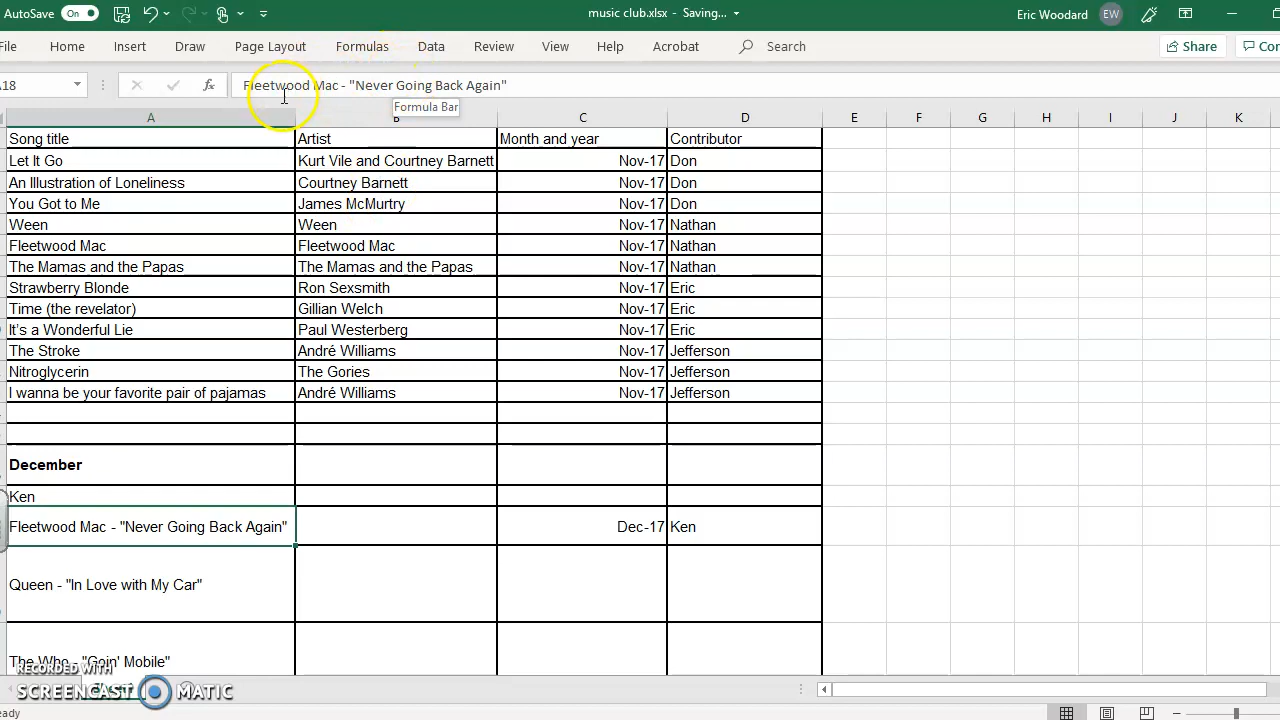 AutoSave On music club.xlsx - Saving... Eric Woodard EW
File Home Insert Draw Page Layout Formulas Data Review View Help Acrobat Search Share
A18 fx Fleetwood Mac - "Never Going Back Again"
Formula Bar
A B C D E F G H I J K
Song title Artist Month and year Contributor
Let It Go Kurt Vile and Courtney Barnett Nov-17 Don
An Illustration of Loneliness Courtney Barnett Nov-17 Don
You Got to Me James McMurtry Nov-17 Don
Ween Ween Nov-17 Nathan
Fleetwood Mac Fleetwood Mac Nov-17 Nathan
The Mamas and the Papas The Mamas and the Papas Nov-17 Nathan
Strawberry Blonde Ron Sexsmith Nov-17 Eric
Time (the revelator) Gillian Welch Nov-17 Eric
It's a Wonderful Lie Paul Westerberg Nov-17 Eric
The Stroke André Williams Nov-17 Jefferson
Nitroglycerin The Gories Nov-17 Jefferson
I wanna be your favorite pair of pajamas André Williams Nov-17 Jefferson
December
Ken
Fleetwood Mac - "Never Going Back Again" Dec-17 Ken
Queen - "In Love with My Car"
The Who - "Goin' Mobile"
RECORDED WITH
SCREENCAST MATIC